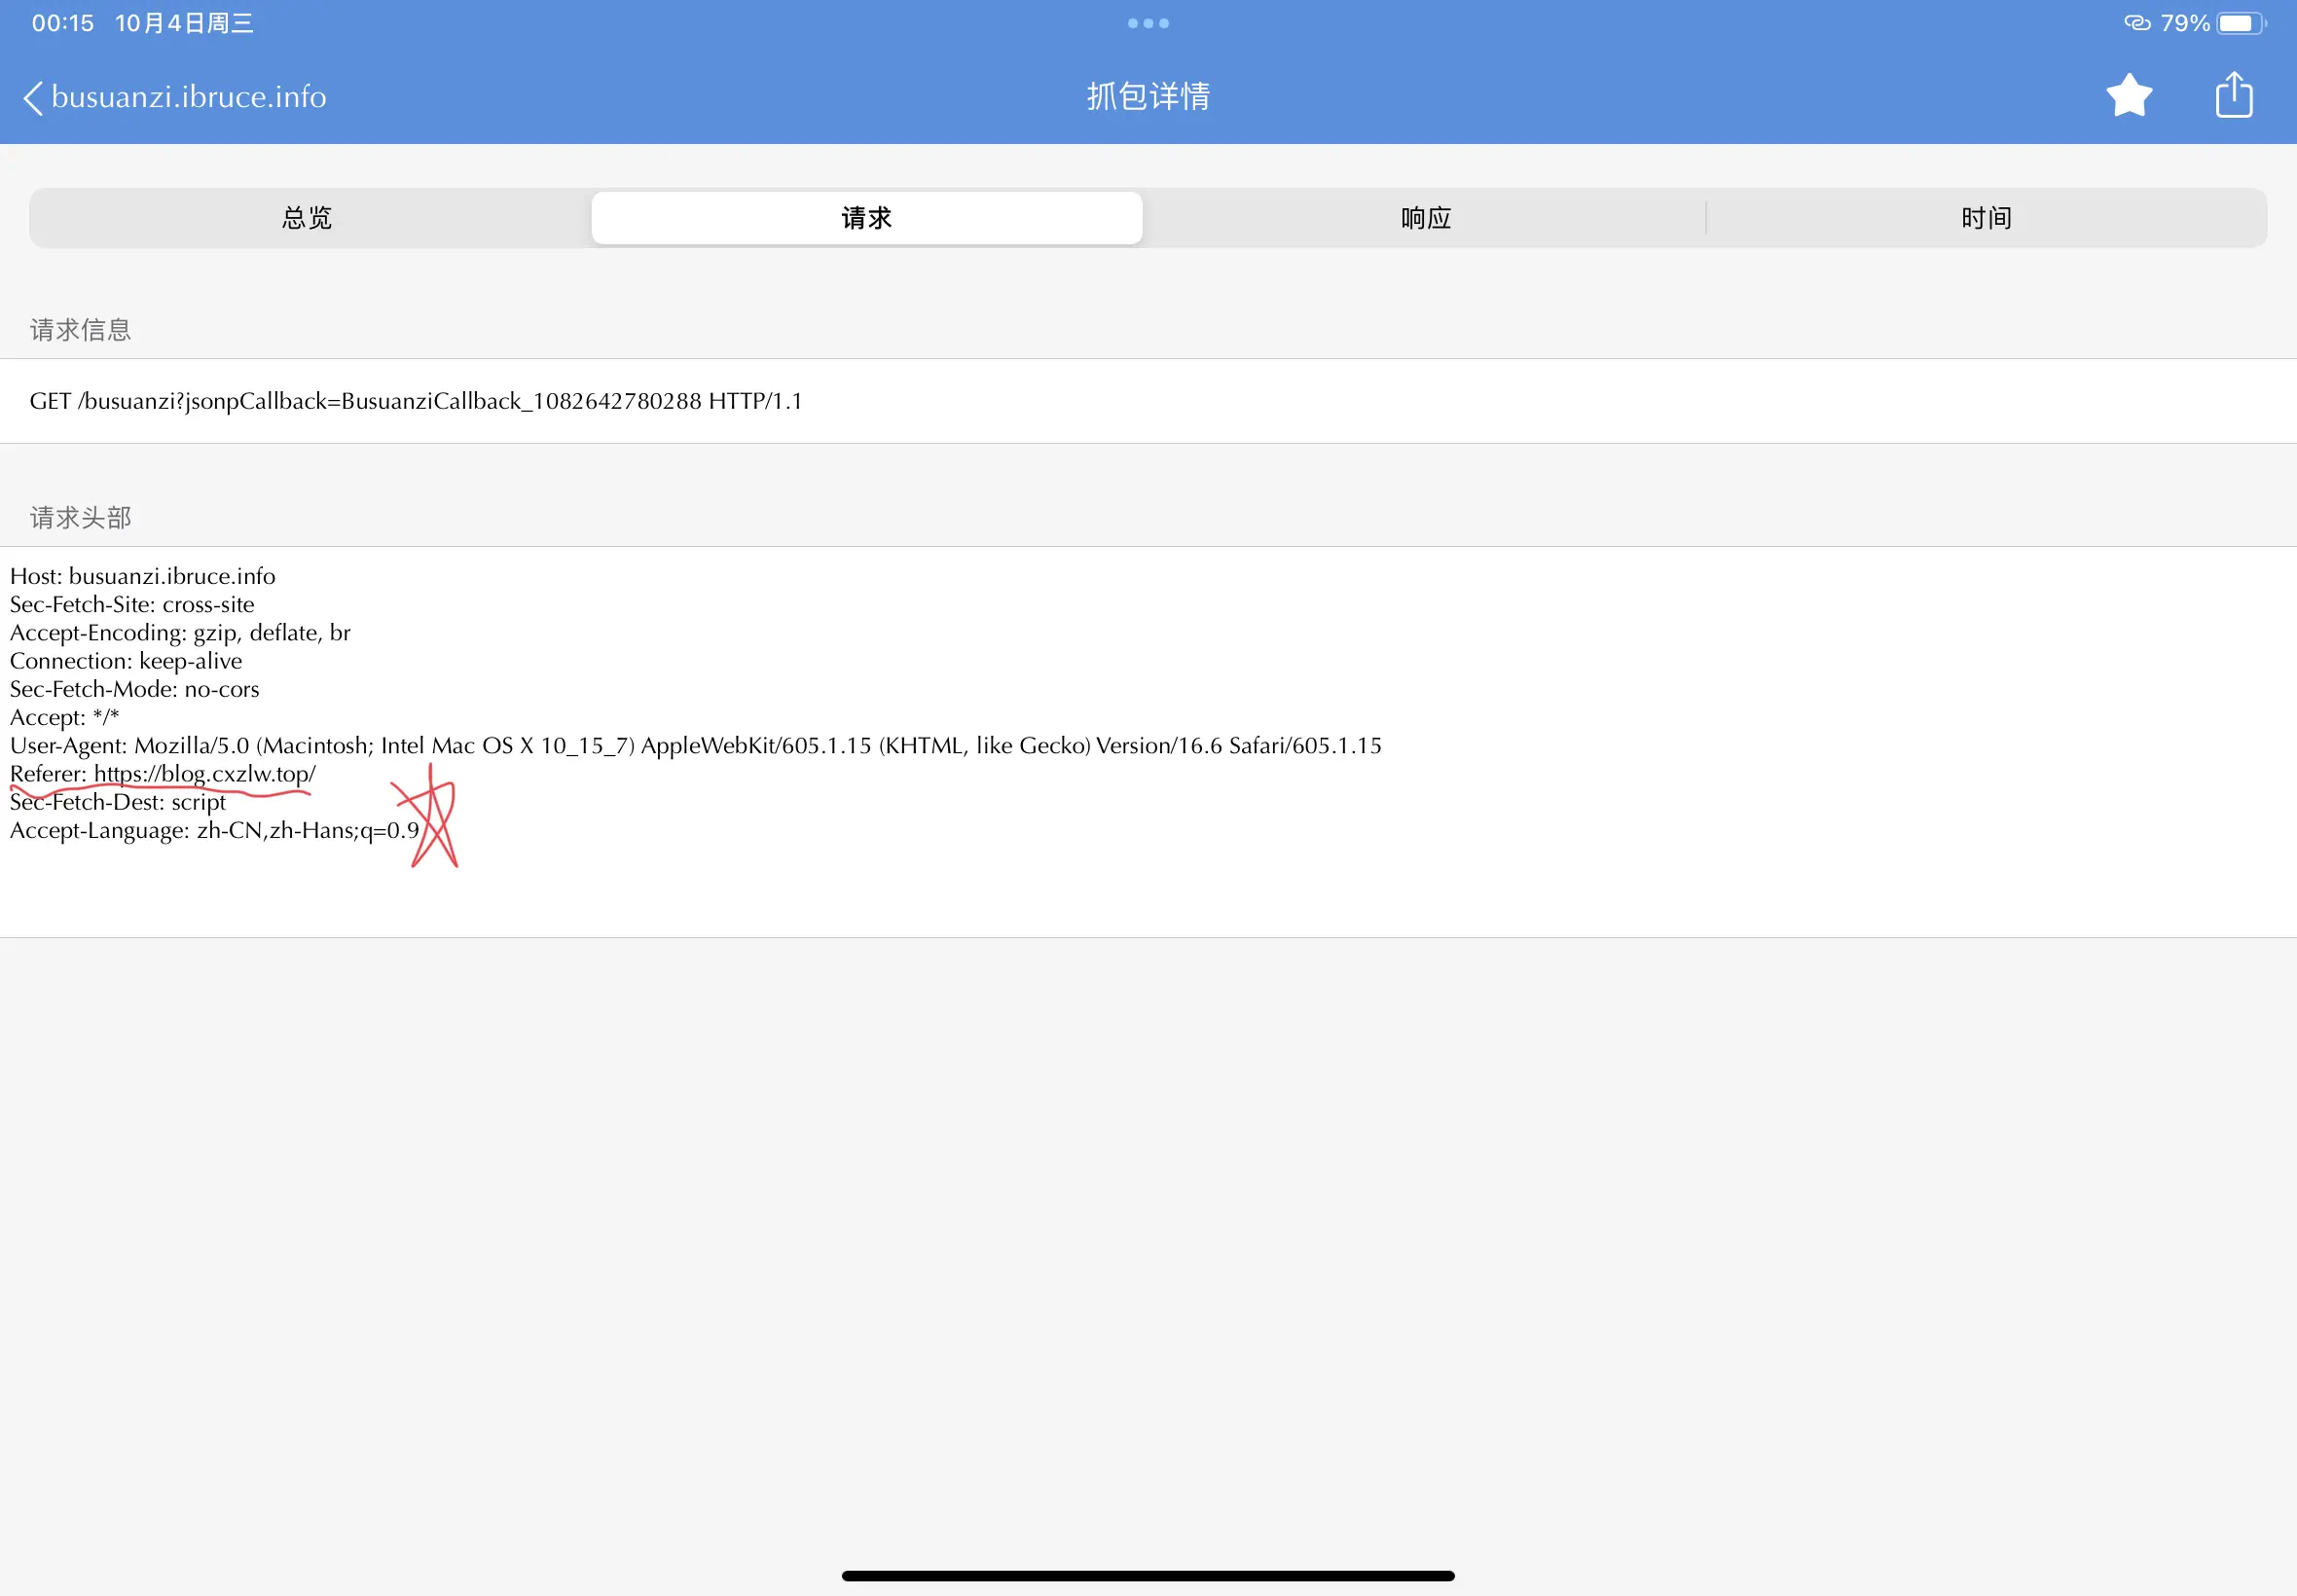 00:15 10月4日周三
79%
busuanzi.ibruce.info
抓包详情
总览
请求
响应
时间
请求信息
GET /busuanzi?jsonpCallback=BusuanziCallback_1082642780288 HTTP/1.1
请求头部
Host: busuanzi.ibruce.info
Sec-Fetch-Site: cross-site
Accept-Encoding: gzip, deflate, br
Connection: keep-alive
Sec-Fetch-Mode: no-cors
Accept: */*
User-Agent: Mozilla/5.0 (Macintosh; Intel Mac OS X 10_15_7) AppleWebKit/605.1.15 (KHTML, like Gecko) Version/16.6 Safari/605.1.15
Referer: https://blog.cxzlw.top/
Sec-Fetch-Dest: script
Accept-Language: zh-CN,zh-Hans;q=0.9